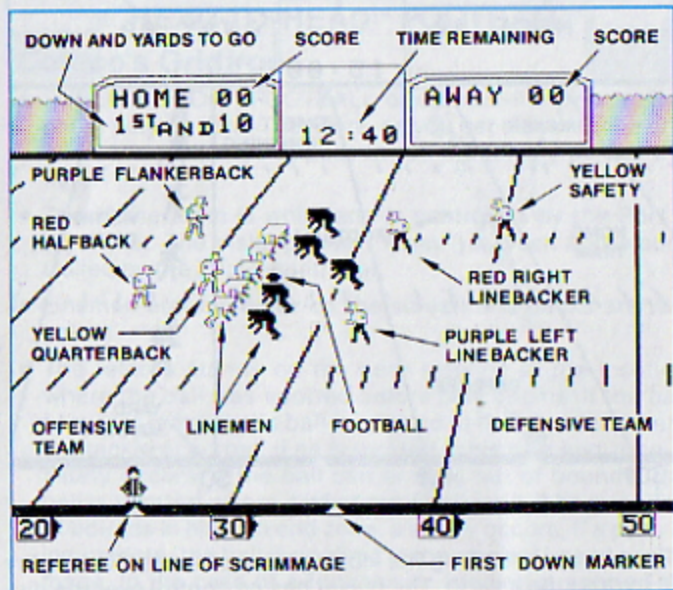 DOWN AND YARDS TO GO SCORE TIME REMAINING SCORE
HOME 00
1ST AND 10
12:40
AWAY 00
PURPLE FLANKERBACK
YELLOW
SAFETY
RED
HALFBACK
RED RIGHT
LINEBACKER
YELLOW
QUARTERBACK
PURPLE LEFT
LINEBACKER
OFFENSIVE
TEAM
LINEMEN
FOOTBALL
DEFENSIVE TEAM
20 30 40 50
REFEREE ON LINE OF SCRIMMAGE FIRST DOWN MARKER